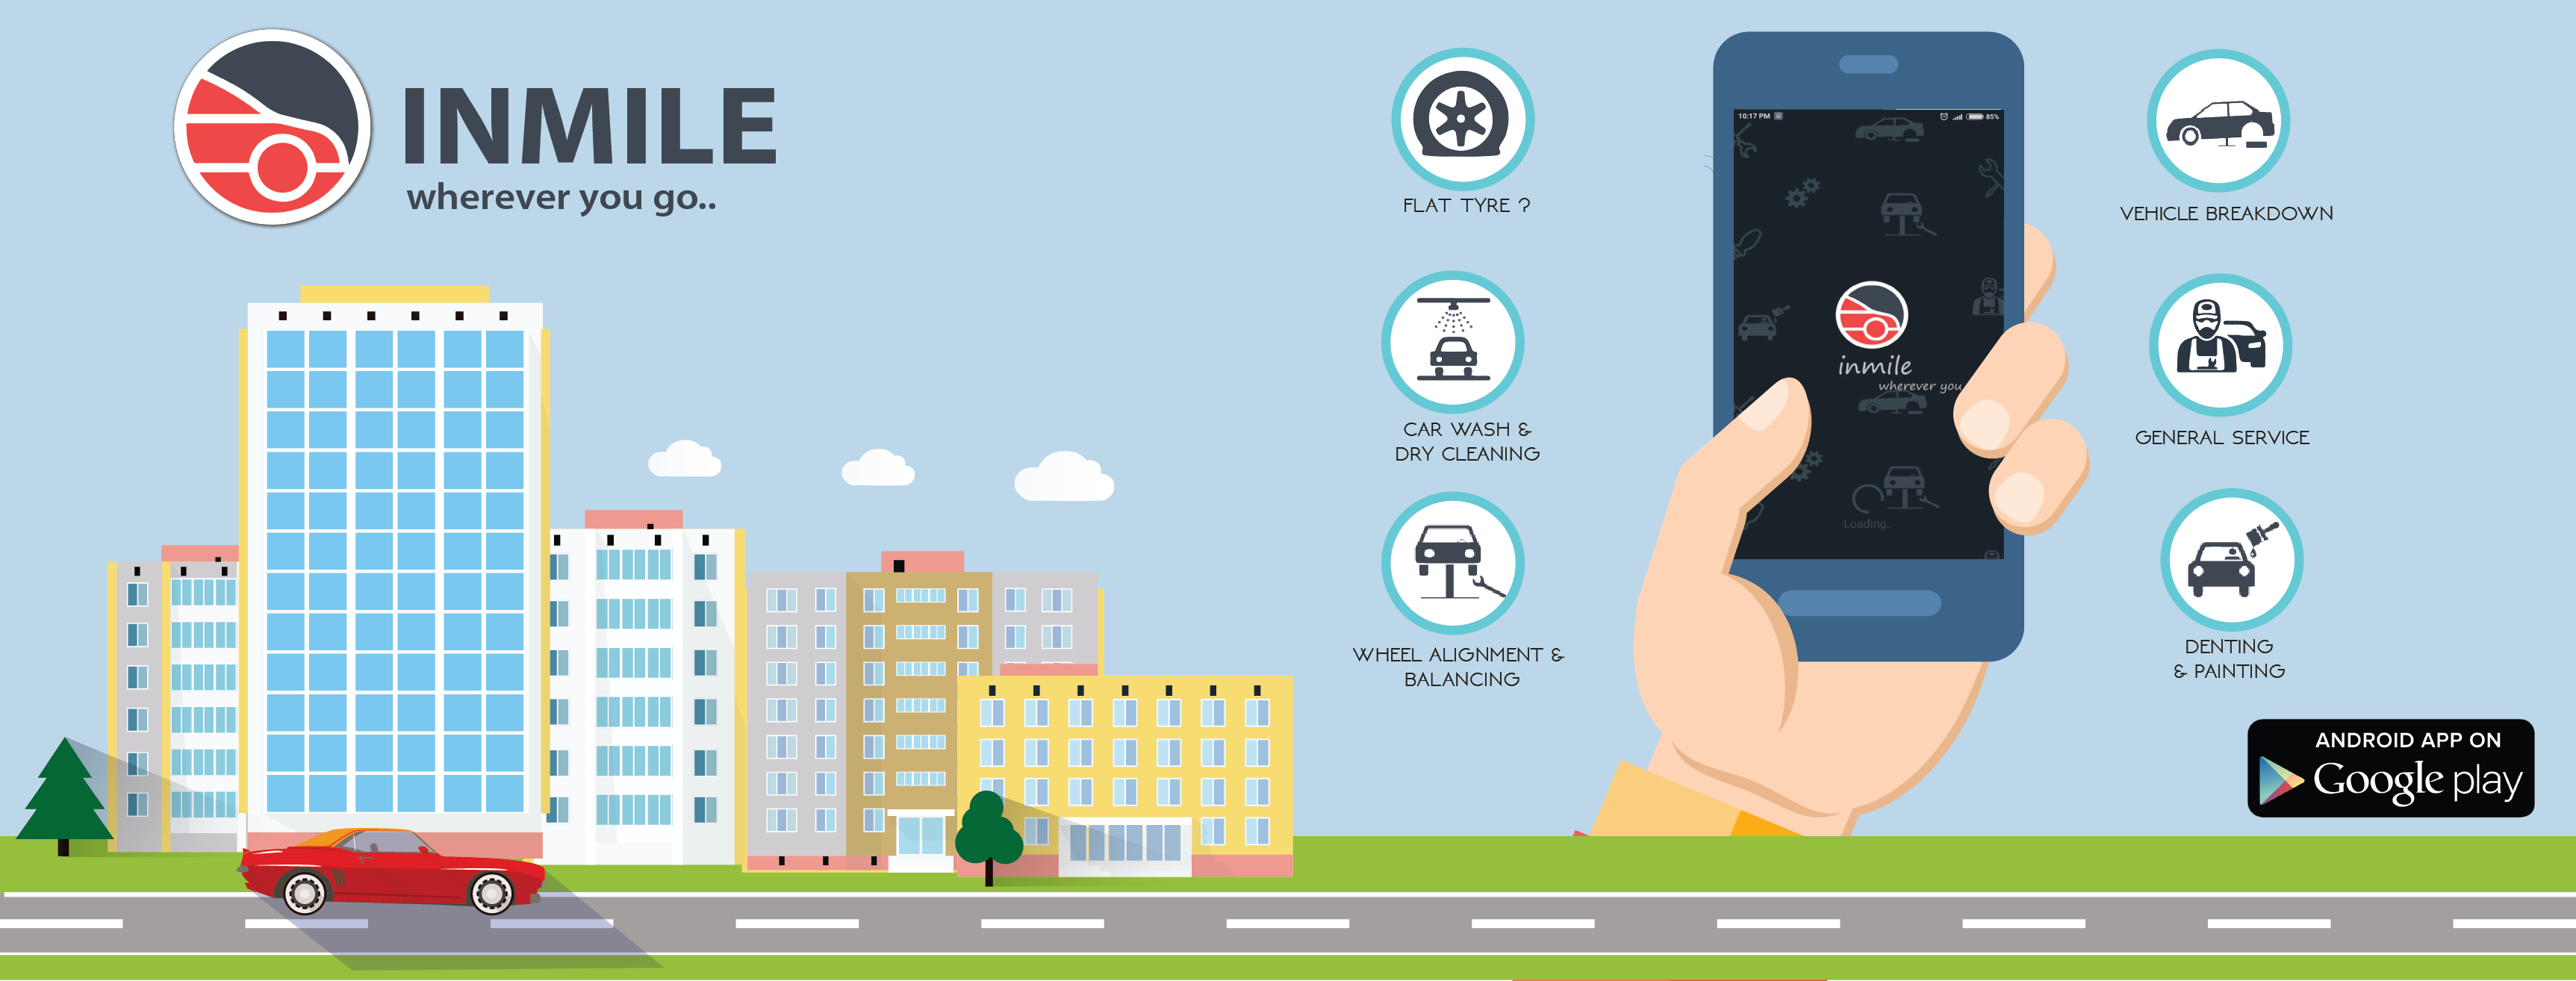 INMILE
wherever you go..
FLAT TYRE ?
CAR WASH &
DRY CLEANING
WHEEL ALIGNMENT &
BALANCING
10:17 PM
85%
inmile
wherever you
Loading..
VEHICLE BREAKDOWN
GENERAL SERVICE
DENTING
& PAINTING
ANDROID APP ON
Google play